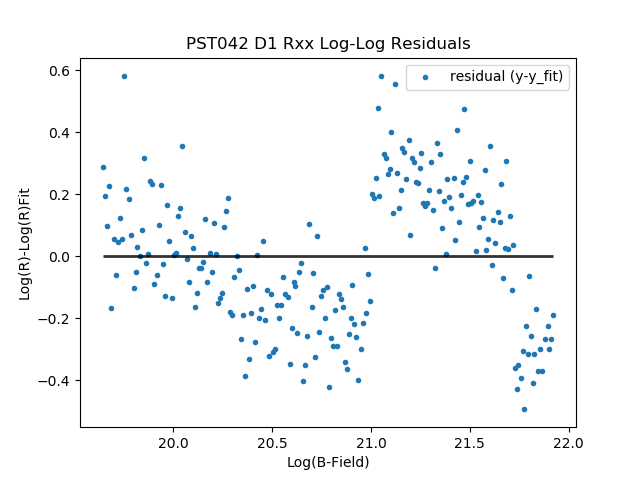 PST042 D1 Rxx Log-Log Residuals
residual (y-y_fit)
0.6
0.4
0.2
0.0
−0.2
−0.4
Log(R)-Log(R)Fit
20.0 20.5 21.0 21.5 22.0
Log(B-Field)